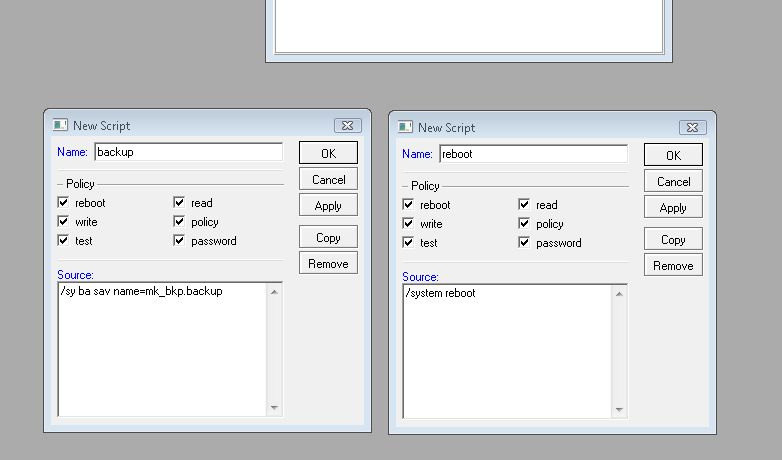 New Script
Name: backup
OK
Cancel
Apply
Copy
Remove
Policy
reboot read
write policy
test password
Source:
/sy ba sav name=mk_bkp.backup
New Script
Name: reboot
OK
Cancel
Apply
Copy
Remove
Policy
reboot read
write policy
test password
Source:
/system reboot